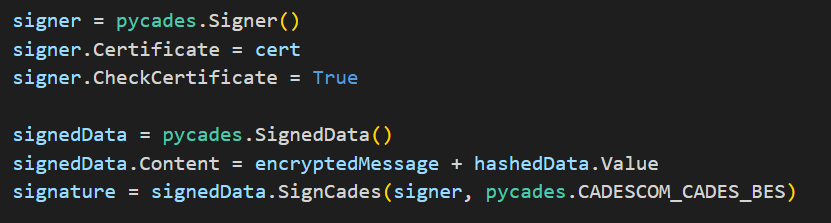 signer = pycades.Signer()
signer.Certificate = cert
signer.CheckCertificate = True
signedData = pycades.SignedData()
signedData.Content = encryptedMessage + hashedData.Value
signature = signedData.SignCades(signer, pycades.CADESCOM_CADES_BES)